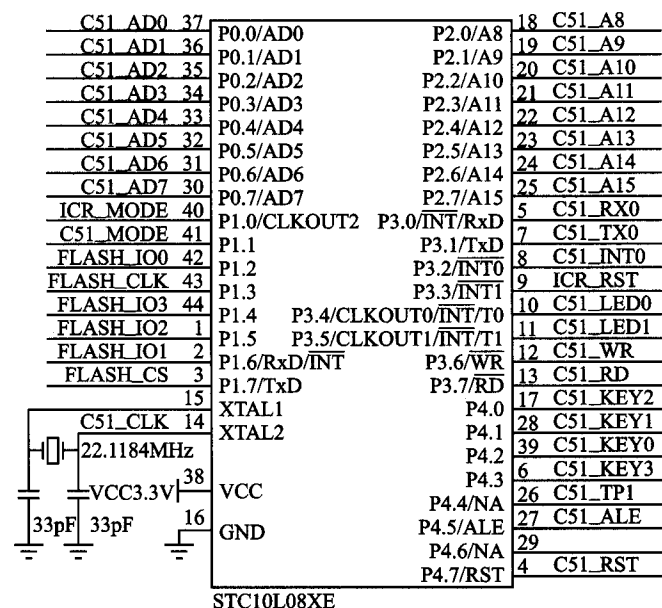 C51_AD0 37 P0.0/AD0 P2.0/A8 18 C51_A8
C51_AD1 36 P0.1/AD1 P2.1/A9 19 C51_A9
C51_AD2 35 P0.2/AD2 P2.2/A10 20 C51_A10
C51_AD3 34 P0.3/AD3 P2.3/A11 21 C51_A11
C51_AD4 33 P0.4/AD4 P2.4/A12 22 C51_A12
C51_AD5 32 P0.5/AD5 P2.5/A13 23 C51_A13
C51_AD6 31 P0.6/AD6 P2.6/A14 24 C51_A14
C51_AD7 30 P0.7/AD7 P2.7/A15 25 C51_A15
ICR_MODE 40 P1.0/CLKOUT2 P3.0/INT/RxD 5 C51_RX0
C51_MODE 41 P1.1 P3.1/TxD 7 C51_TX0
FLASH_IO0 42 P1.2 P3.2/INT0 8 C51_INT0
FLASH_CLK 43 P1.3 P3.3/INT1 9 ICR_RST
FLASH_IO3 44 P1.4 P3.4/CLKOUT0/INT/T0 10 C51_LED0
FLASH_IO2 1 P1.5 P3.5/CLKOUT1/INT/T1 11 C51_LED1
FLASH_IO1 2 P1.6/RxD/INT P3.6/WR 12 C51_WR
FLASH_CS 3 P1.7/TxD P3.7/RD 13 C51_RD
15 XTAL1 P4.0 17 C51_KEY2
C51_CLK 14 XTAL2 P4.1 28 C51_KEY1
22.1184MHz P4.2 39 C51_KEY0
VCC3.3V 38 VCC P4.3 6 C51_KEY3
P4.4/NA 26 C51_TP1
33pF 33pF 16 GND P4.5/ALE 27 C51_ALE
P4.6/NA 29
P4.7/RST 4 C51_RST
STC10L08XE